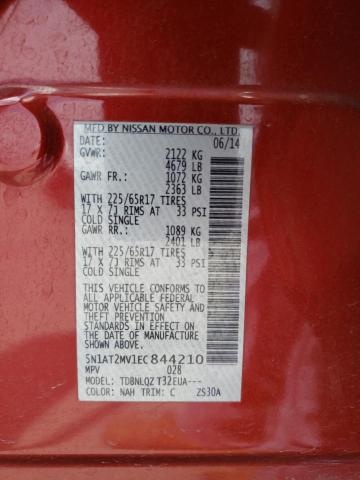 MFD BY NISSAN MOTOR CO., LTD.
DATE: 06/14
GVWR: 2122 KG
4679 LB
GAWR FR.: 1072 KG
2363 LB
WITH 225/65R17 TIRES
17 X 7J RIMS AT 33 PSI
COLD SINGLE
GAWR RR.: 1089 KG
2401 LB
WITH 225/65R17 TIRES
17 X 7J RIMS AT 33 PSI
COLD SINGLE
THIS VEHICLE CONFORMS TO
ALL APPLICABLE FEDERAL
MOTOR VEHICLE SAFETY
STANDARDS IN EFFECT ON
THE DATE OF MANUFACTURE
SHOWN ABOVE.
5N1AT2MV1EC844210
MPV 028
MODEL: TDBNLQZ T32EUA---
COLOR: NAH TRIM: C ZS30A